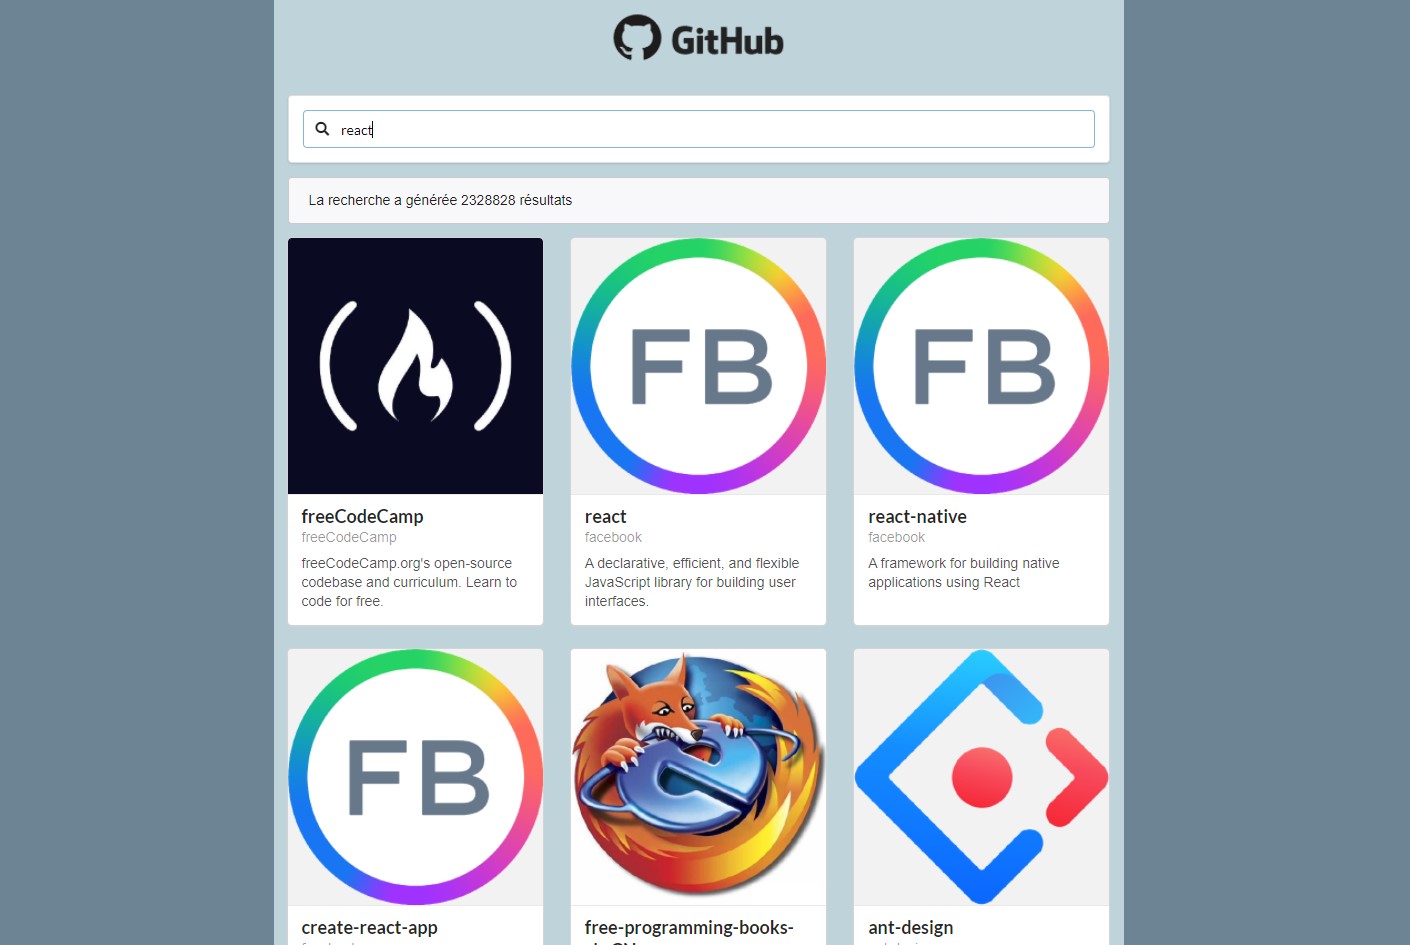 GitHub
react
La recherche a générée 2328828 résultats
FB
FB
freeCodeCamp
freeCodeCamp
freeCodeCamp.org's open-source
codebase and curriculum. Learn to
code for free.
react
facebook
A declarative, efficient, and flexible
JavaScript library for building user
interfaces.
react-native
facebook
A framework for building native
applications using React
FB
create-react-app
free-programming-books-
ant-design